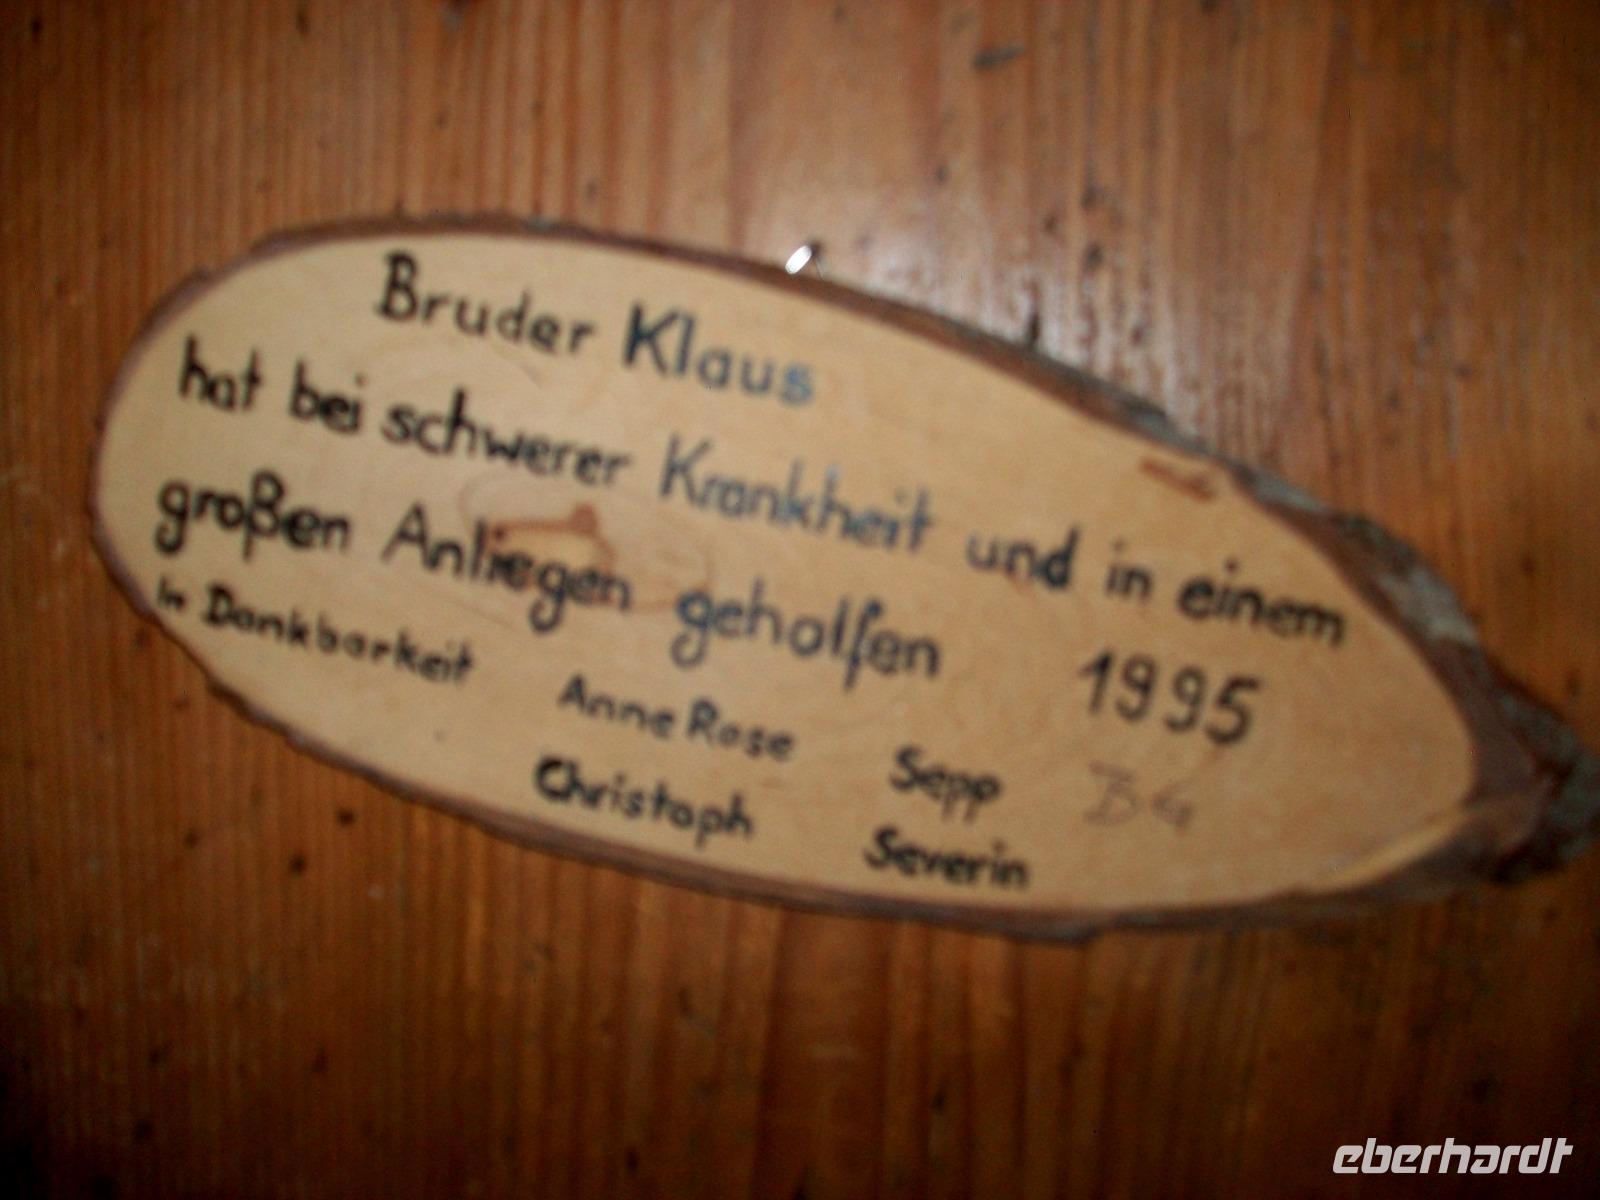 Bruder Klaus
hat bei schwerer Krankheit und in einem
großen Anliegen geholfen 1995
In Dankbarkeit Anne Rose Sepp B G
Christoph Severin
eberhardt